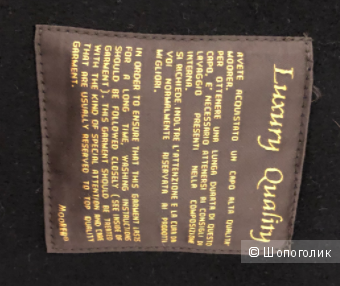 Luxury Quality
AVETE ACQUISTATO UN CAPO ALTA QUALITA'
MOORER.
PER OTTENERE UNA LUNGA DURATA DI QUESTO
CAPO, E' NECESSARIO ATTENERSI AI CONSIGLI DI
LAVAGGIO PRESENTI NELLA COMPOSIZIONE
INTERNA.
SI RICHIEDE INOLTRE L'ATTENZIONE E LA CURA DA
VOI NORMALMENTE RISERVATA AI PRODOTTI
MIGLIORI.
IN ORDER TO ENSURE THAT THIS GARMENT LASTS
FOR A LONG TIME, WASHING INSTRUCTIONS
SHOULD BE FOLLOWED CLOSELY (SEE INSIDE OF
GARMENT). THIS GARMENT SHOULD BE TREATED
WITH THE KIND OF SPECIAL ATTENTION AND CARE
THAT ARE USUALLY RESERVED TO TOP QUALITY
GARMENT.
MOORER®
© Шопоголик